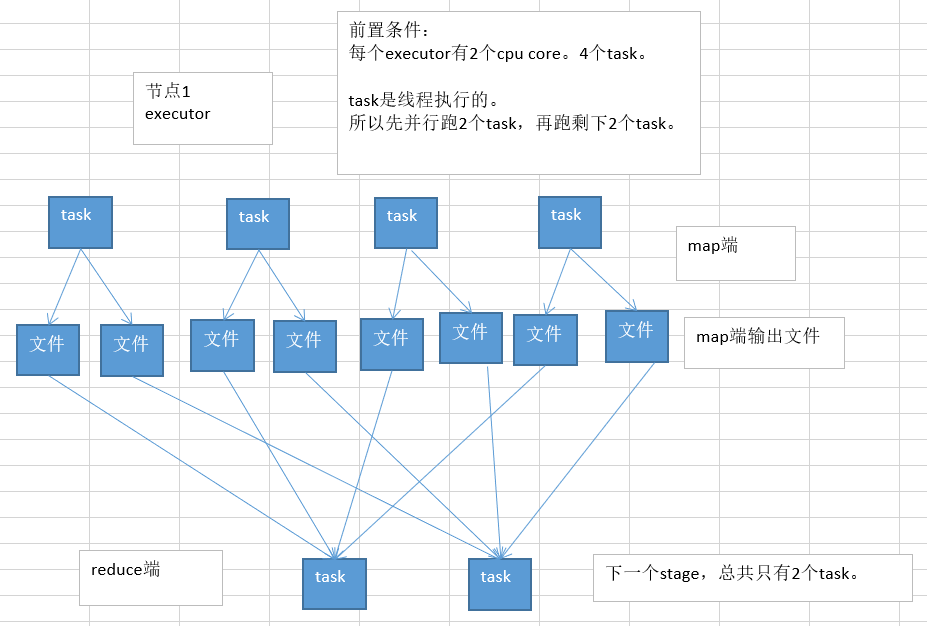 前置条件：
每个executor有2个cpu core。4个task。
task是线程执行的。
所以先并行跑2个task，再跑剩下2个task。
节点1
executor
task
task
task
task
map端
文件
文件
文件
文件
文件
文件
文件
文件
map端输出文件
reduce端
task
task
下一个stage，总共只有2个task。